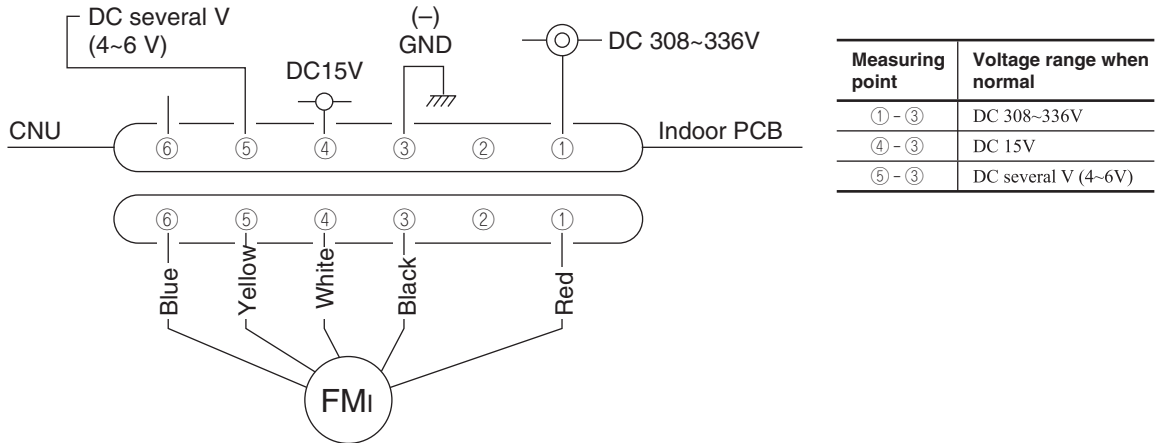 DC several V
(4~6 V)
(–)
GND
DC15V
DC 308~336V
CNU
⑥ ⑤ ④ ③ ② ①
Indoor PCB
⑥ ⑤ ④ ③ ② ①
Blue
Yellow
White
Black
Red
FMI
Measuring point
Voltage range when normal
① - ③ DC 308~336V
④ - ③ DC 15V
⑤ - ③ DC several V (4~6V)